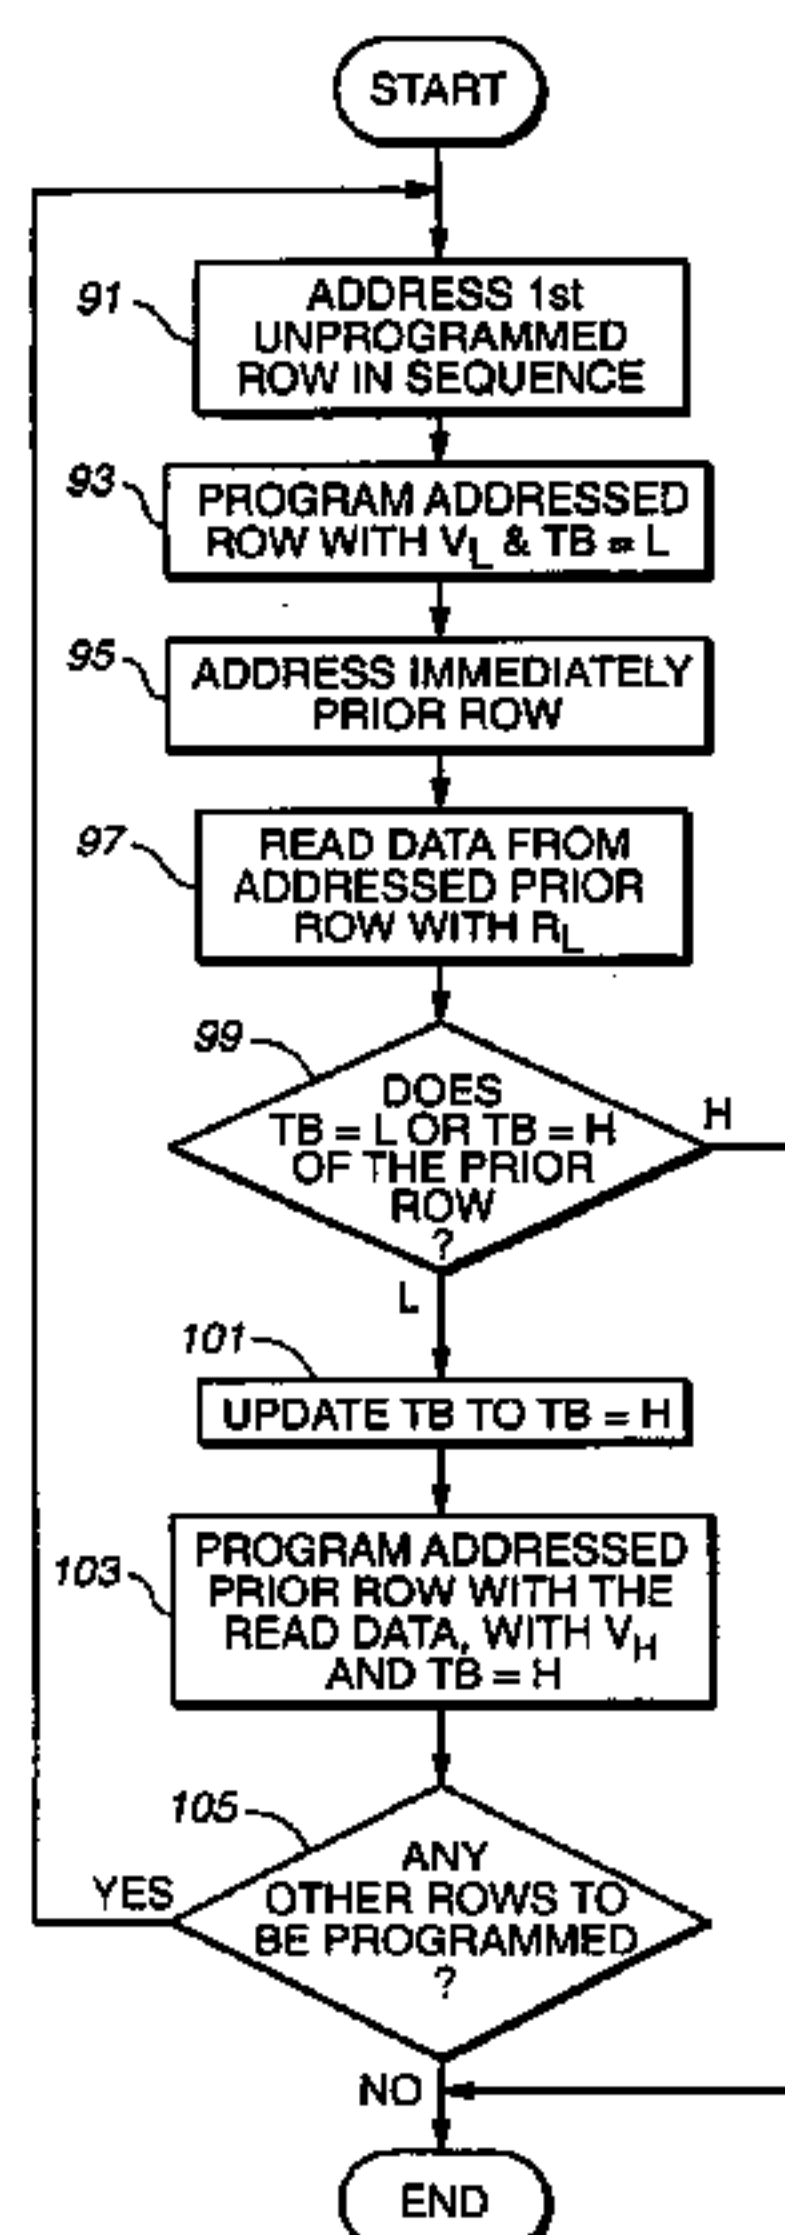 START
91
ADDRESS 1st
UNPROGRAMMED
ROW IN SEQUENCE
93
PROGRAM ADDRESSED
ROW WITH VL & TB = L
95
ADDRESS IMMEDIATELY
PRIOR ROW
97
READ DATA FROM
ADDRESSED PRIOR
ROW WITH RL
99
DOES
TB = L OR TB = H
OF THE PRIOR
ROW
?
H
L
101
UPDATE TB TO TB = H
103
PROGRAM ADDRESSED
PRIOR ROW WITH THE
READ DATA, WITH VH
AND TB = H
105
ANY
OTHER ROWS TO
BE PROGRAMMED
?
YES
NO
END